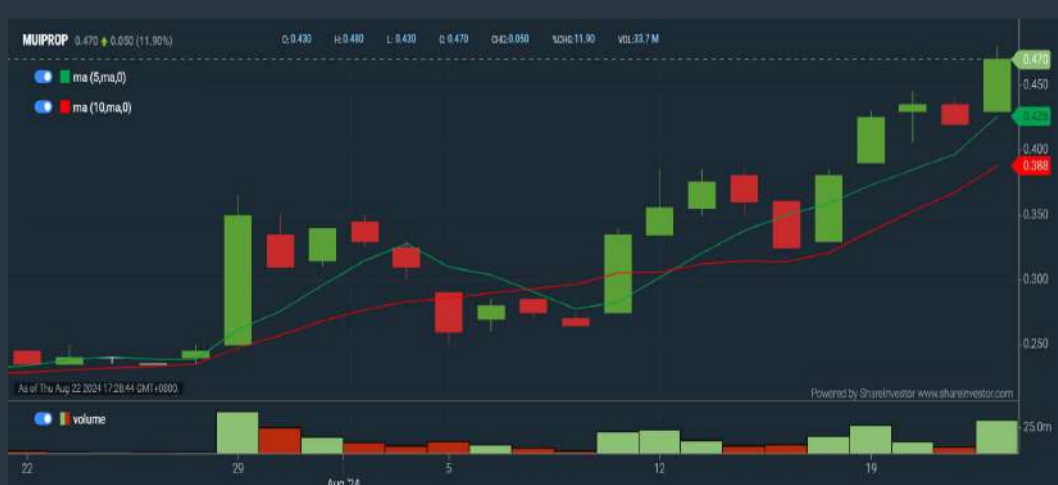 MUIPROP 0.470 0.050 (11.90%) O:0.430 H:0.480 L: 0.430 C: 0.470 CHG:0.050 %CHG:11.90 VOL:33.7 M
ma (5,ma,0)
ma (10,ma,0)
0.470
0.450
0.426
0.400
0.388
0.350
0.300
0.250
As of Thu Aug 22 2024 17:28:44 GMT+0800.
Powered by ShareInvestor www.shareinvestor.com
volume
25.0m
22 29 5 12 19
Aug '24